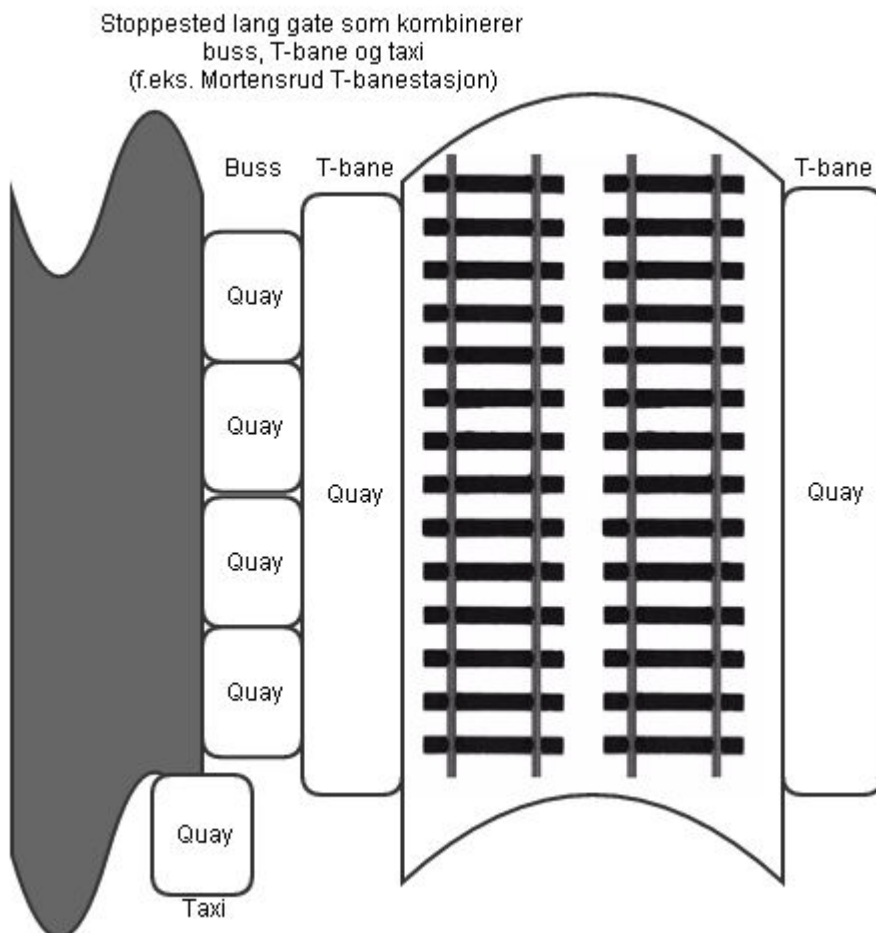 Stoppested lang gate som kombinerer
buss, T-bane og taxi
(f.eks. Mortensrud T-banestasjon)
Buss
T-bane
T-bane
Quay
Quay
Quay
Quay
Quay
Quay
Quay
Taxi